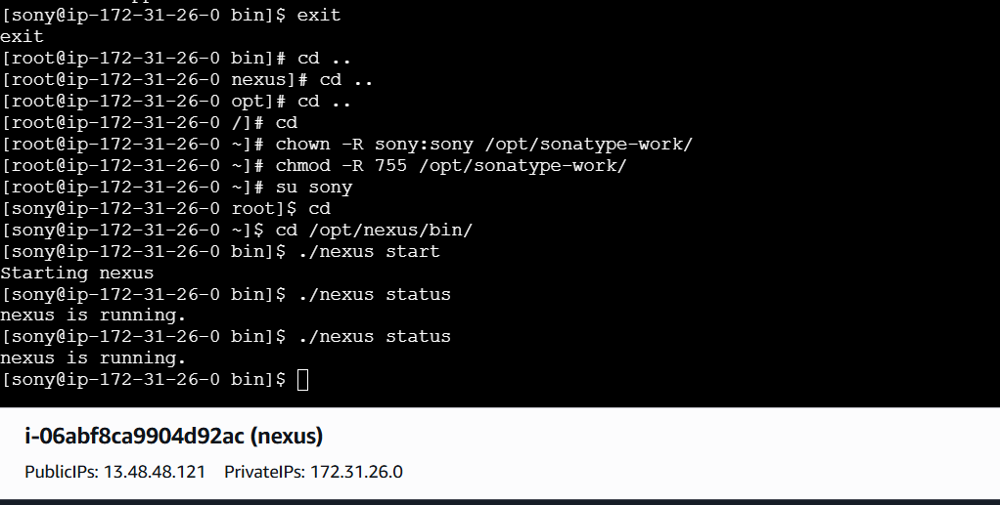 [sony@ip-172-31-26-0 bin]$ exit
exit
[root@ip-172-31-26-0 bin]# cd ..
[root@ip-172-31-26-0 nexus]# cd ..
[root@ip-172-31-26-0 opt]# cd ..
[root@ip-172-31-26-0 /]# cd
[root@ip-172-31-26-0 ~]# chown -R sony:sony /opt/sonatype-work/
[root@ip-172-31-26-0 ~]# chmod -R 755 /opt/sonatype-work/
[root@ip-172-31-26-0 ~]# su sony
[sony@ip-172-31-26-0 root]$ cd
[sony@ip-172-31-26-0 ~]$ cd /opt/nexus/bin/
[sony@ip-172-31-26-0 bin]$ ./nexus start
Starting nexus
[sony@ip-172-31-26-0 bin]$ ./nexus status
nexus is running.
[sony@ip-172-31-26-0 bin]$ ./nexus status
nexus is running.
[sony@ip-172-31-26-0 bin]$
i-06abf8ca9904d92ac (nexus)
PublicIPs: 13.48.48.121 PrivateIPs: 172.31.26.0